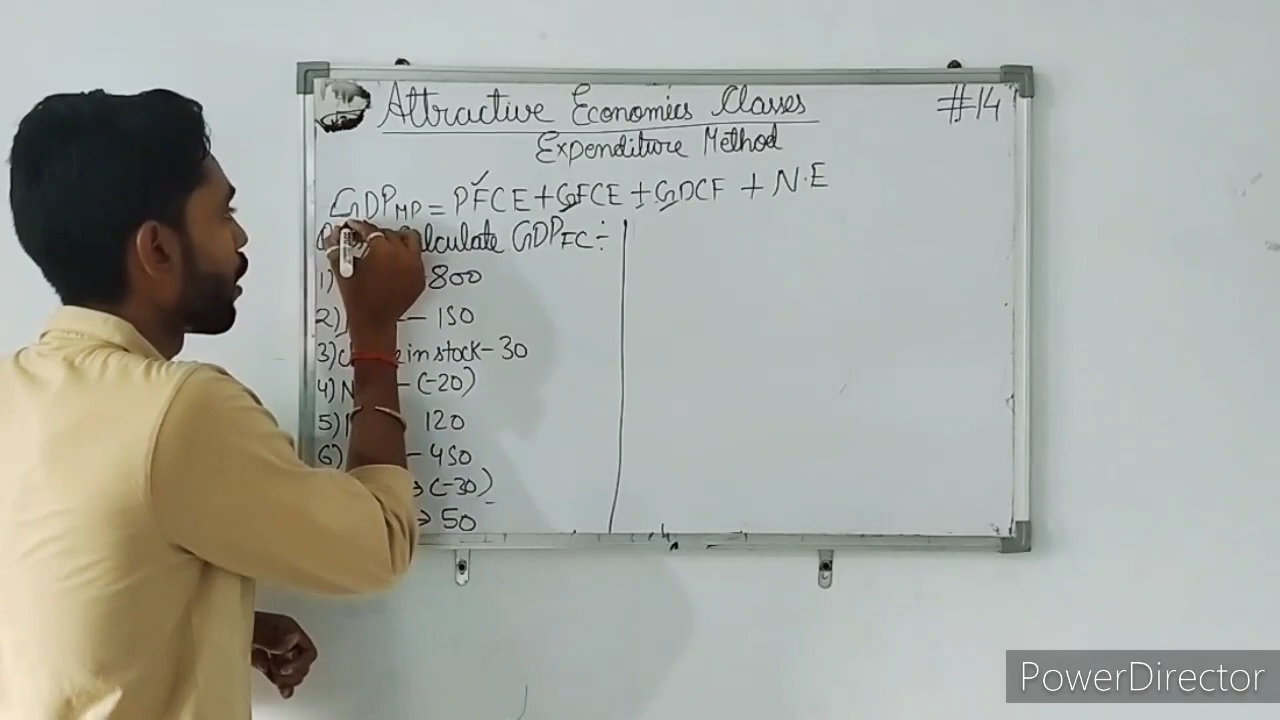 Attractive Economics Classes #14
Expenditure Method
GDPMP = PFCE + GFCE + GDCF + N.E
Calculate GDPFC ÷
1) 800
2) - 150
3) in stock - 30
4) N - (-20)
5) 120
6) - 450
→ (-30)
→ 50
PowerDirector